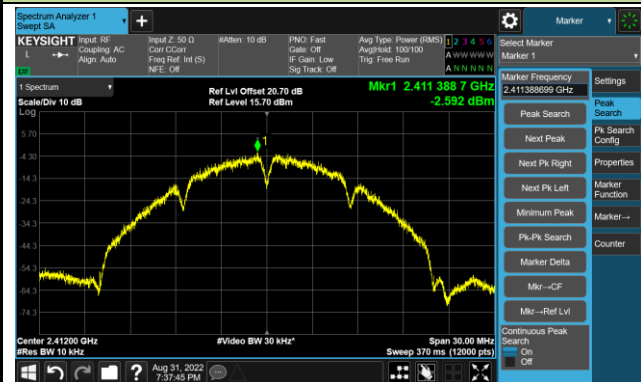 Spectrum Analyzer 1
Swept SA
Marker
KEYSIGHT
L
LXI
Input: RF
Coupling: AC
Align: Auto
Input Z: 50 Ω
Corr CCorr
Freq Ref: Int (S)
NFE: Off
#Atten: 10 dB
PNO: Fast
Gate: Off
IF Gain: Low
Sig Track: Off
Avg Type: Power (RMS)
Avg|Hold: 100/100
Trig: Free Run
1 2 3 4 5 6
A W W W W W
A N N N N N
Select Marker
Marker 1
1 Spectrum
Scale/Div 10 dB
Log
Ref Lvl Offset 20.70 dB
Ref Level 15.70 dBm
Mkr1 2.411 388 7 GHz
-2.592 dBm
5.70
-4.30
-14.3
-24.3
-34.3
-44.3
-54.3
-64.3
-74.3
1
Center 2.41200 GHz
#Res BW 10 kHz
#Video BW 30 kHz*
Span 30.00 MHz
Sweep 370 ms (12000 pts)
Marker Frequency
2.411388699 GHz
Peak Search
Next Peak
Next Pk Right
Next Pk Left
Minimum Peak
Pk-Pk Search
Marker Delta
Mkr→CF
Mkr→Ref Lvl
Continuous Peak
Search
On
Off
Settings
Peak
Search
Pk Search
Config
Properties
Marker
Function
Marker→
Counter
Aug 31, 2022
7:37:45 PM